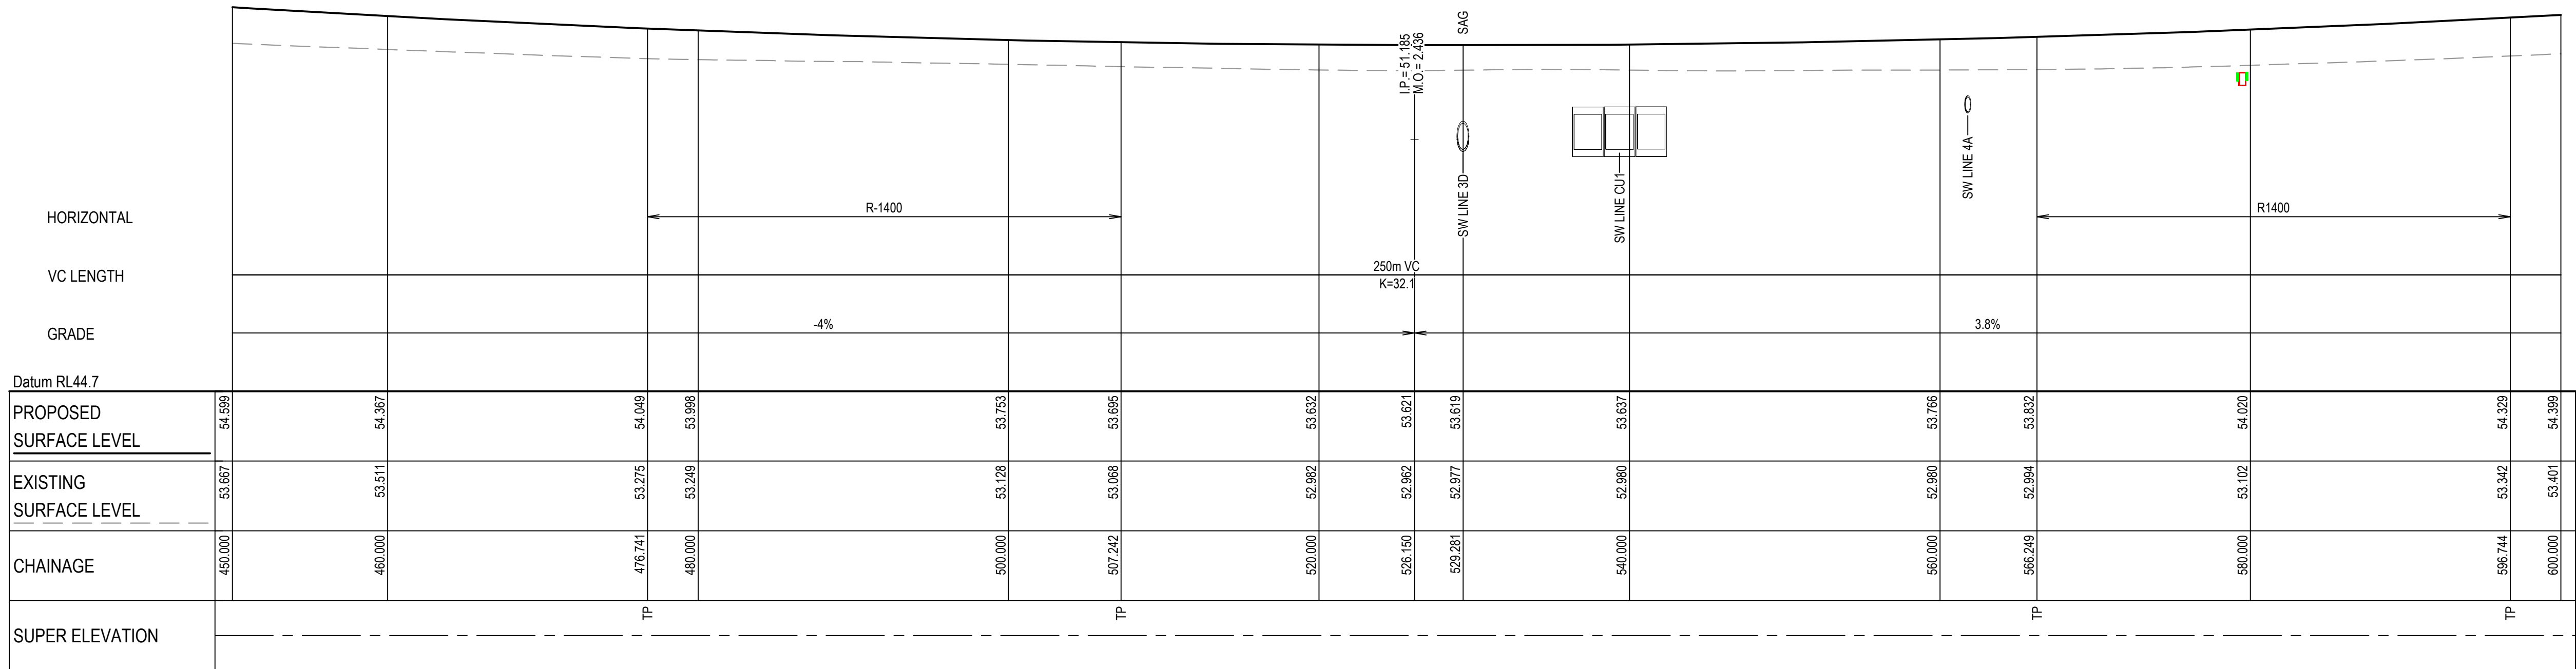 SAG
I.P.= 51.185
M.O.= 2.436
SW LINE 3D
SW LINE CU1
SW LINE 4A
HORIZONTAL
R-1400
R1400
VC LENGTH
250m VC
K=32.1
GRADE
-4%
3.8%
Datum RL44.7
PROPOSED
SURFACE LEVEL
54.599 54.367 54.049 53.998 53.753 53.695 53.632 53.621 53.619 53.637 53.766 53.832 54.020 54.329 54.399
EXISTING
SURFACE LEVEL
53.667 53.511 53.275 53.249 53.128 53.068 52.982 52.962 52.977 52.980 52.980 52.994 53.102 53.342 53.401
CHAINAGE
450.000 460.000 476.741 480.000 500.000 507.242 520.000 526.150 529.281 540.000 560.000 566.249 580.000 596.744 600.000
TP TP TP TP
SUPER ELEVATION